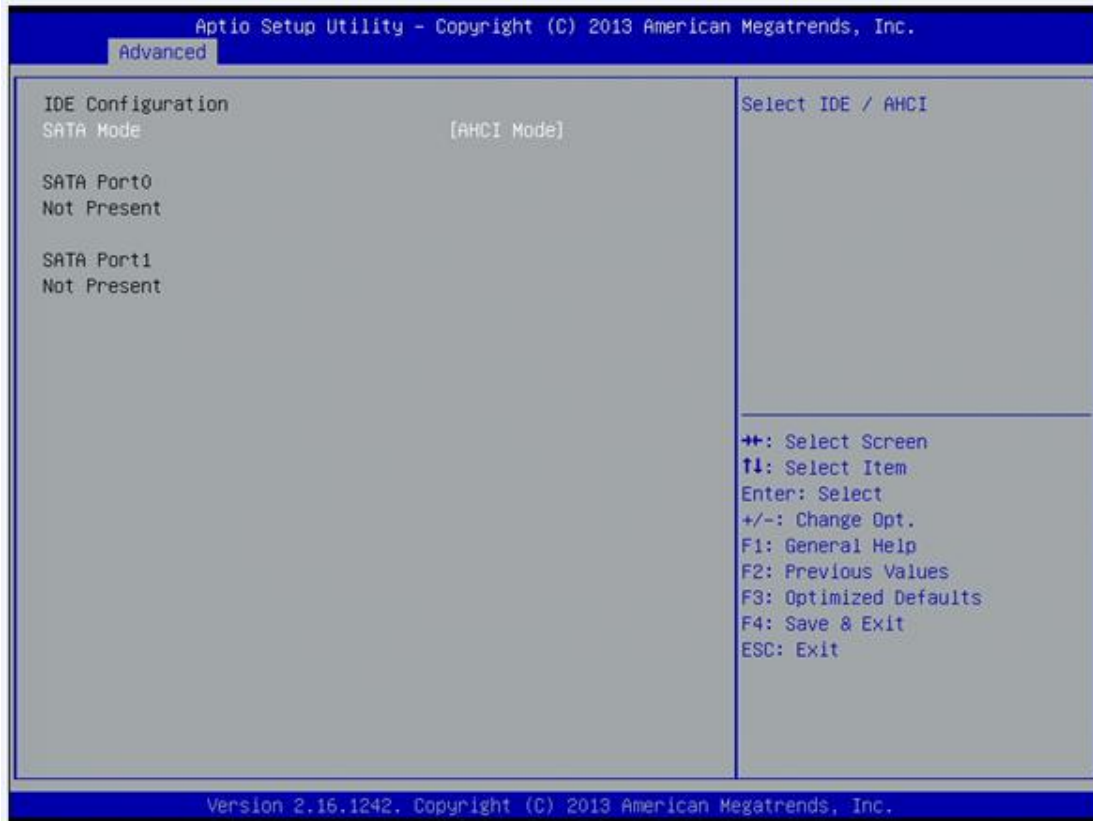 Aptio Setup Utility – Copyright (C) 2013 American Megatrends, Inc.
Advanced
IDE Configuration
SATA Mode [AHCI Mode]
SATA Port0
Not Present
SATA Port1
Not Present
Select IDE / AHCI
→←: Select Screen
↑↓: Select Item
Enter: Select
+/-: Change Opt.
F1: General Help
F2: Previous Values
F3: Optimized Defaults
F4: Save & Exit
ESC: Exit
Version 2.16.1242. Copyright (C) 2013 American Megatrends, Inc.